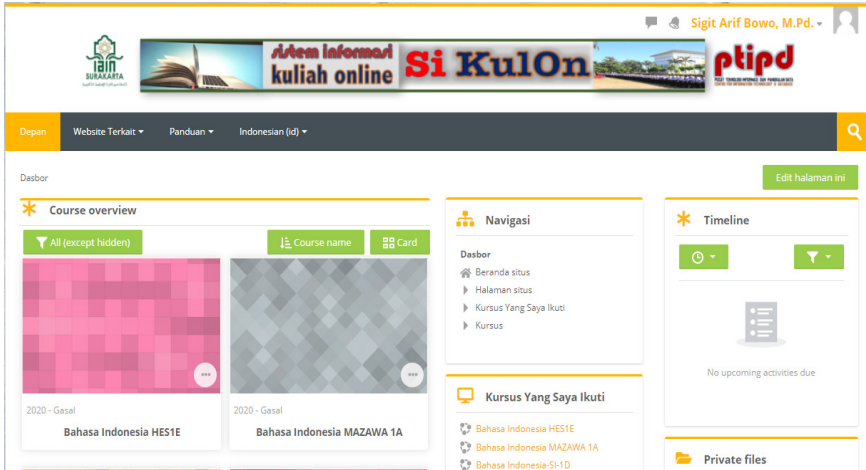 Sigit Arif Bowo, M.Pd.
iain
SURAKARTA
sistem informasi
kuliah online
Si KulOn
ptipd
Depan
Website Terkait
Panduan
Indonesian (id)
Dasbor
Edit halaman ini
Course overview
All (except hidden)
Course name
Card
2020 - Gasal
Bahasa Indonesia HES1E
2020 - Gasal
Bahasa Indonesia MAZAWA 1A
Navigasi
Dasbor
Beranda situs
Halaman situs
Kursus Yang Saya Ikuti
Kursus
Kursus Yang Saya Ikuti
Bahasa Indonesia HES1E
Bahasa Indonesia MAZAWA 1A
Bahasa Indonesia-SI-1D
Timeline
No upcoming activities due
Private files